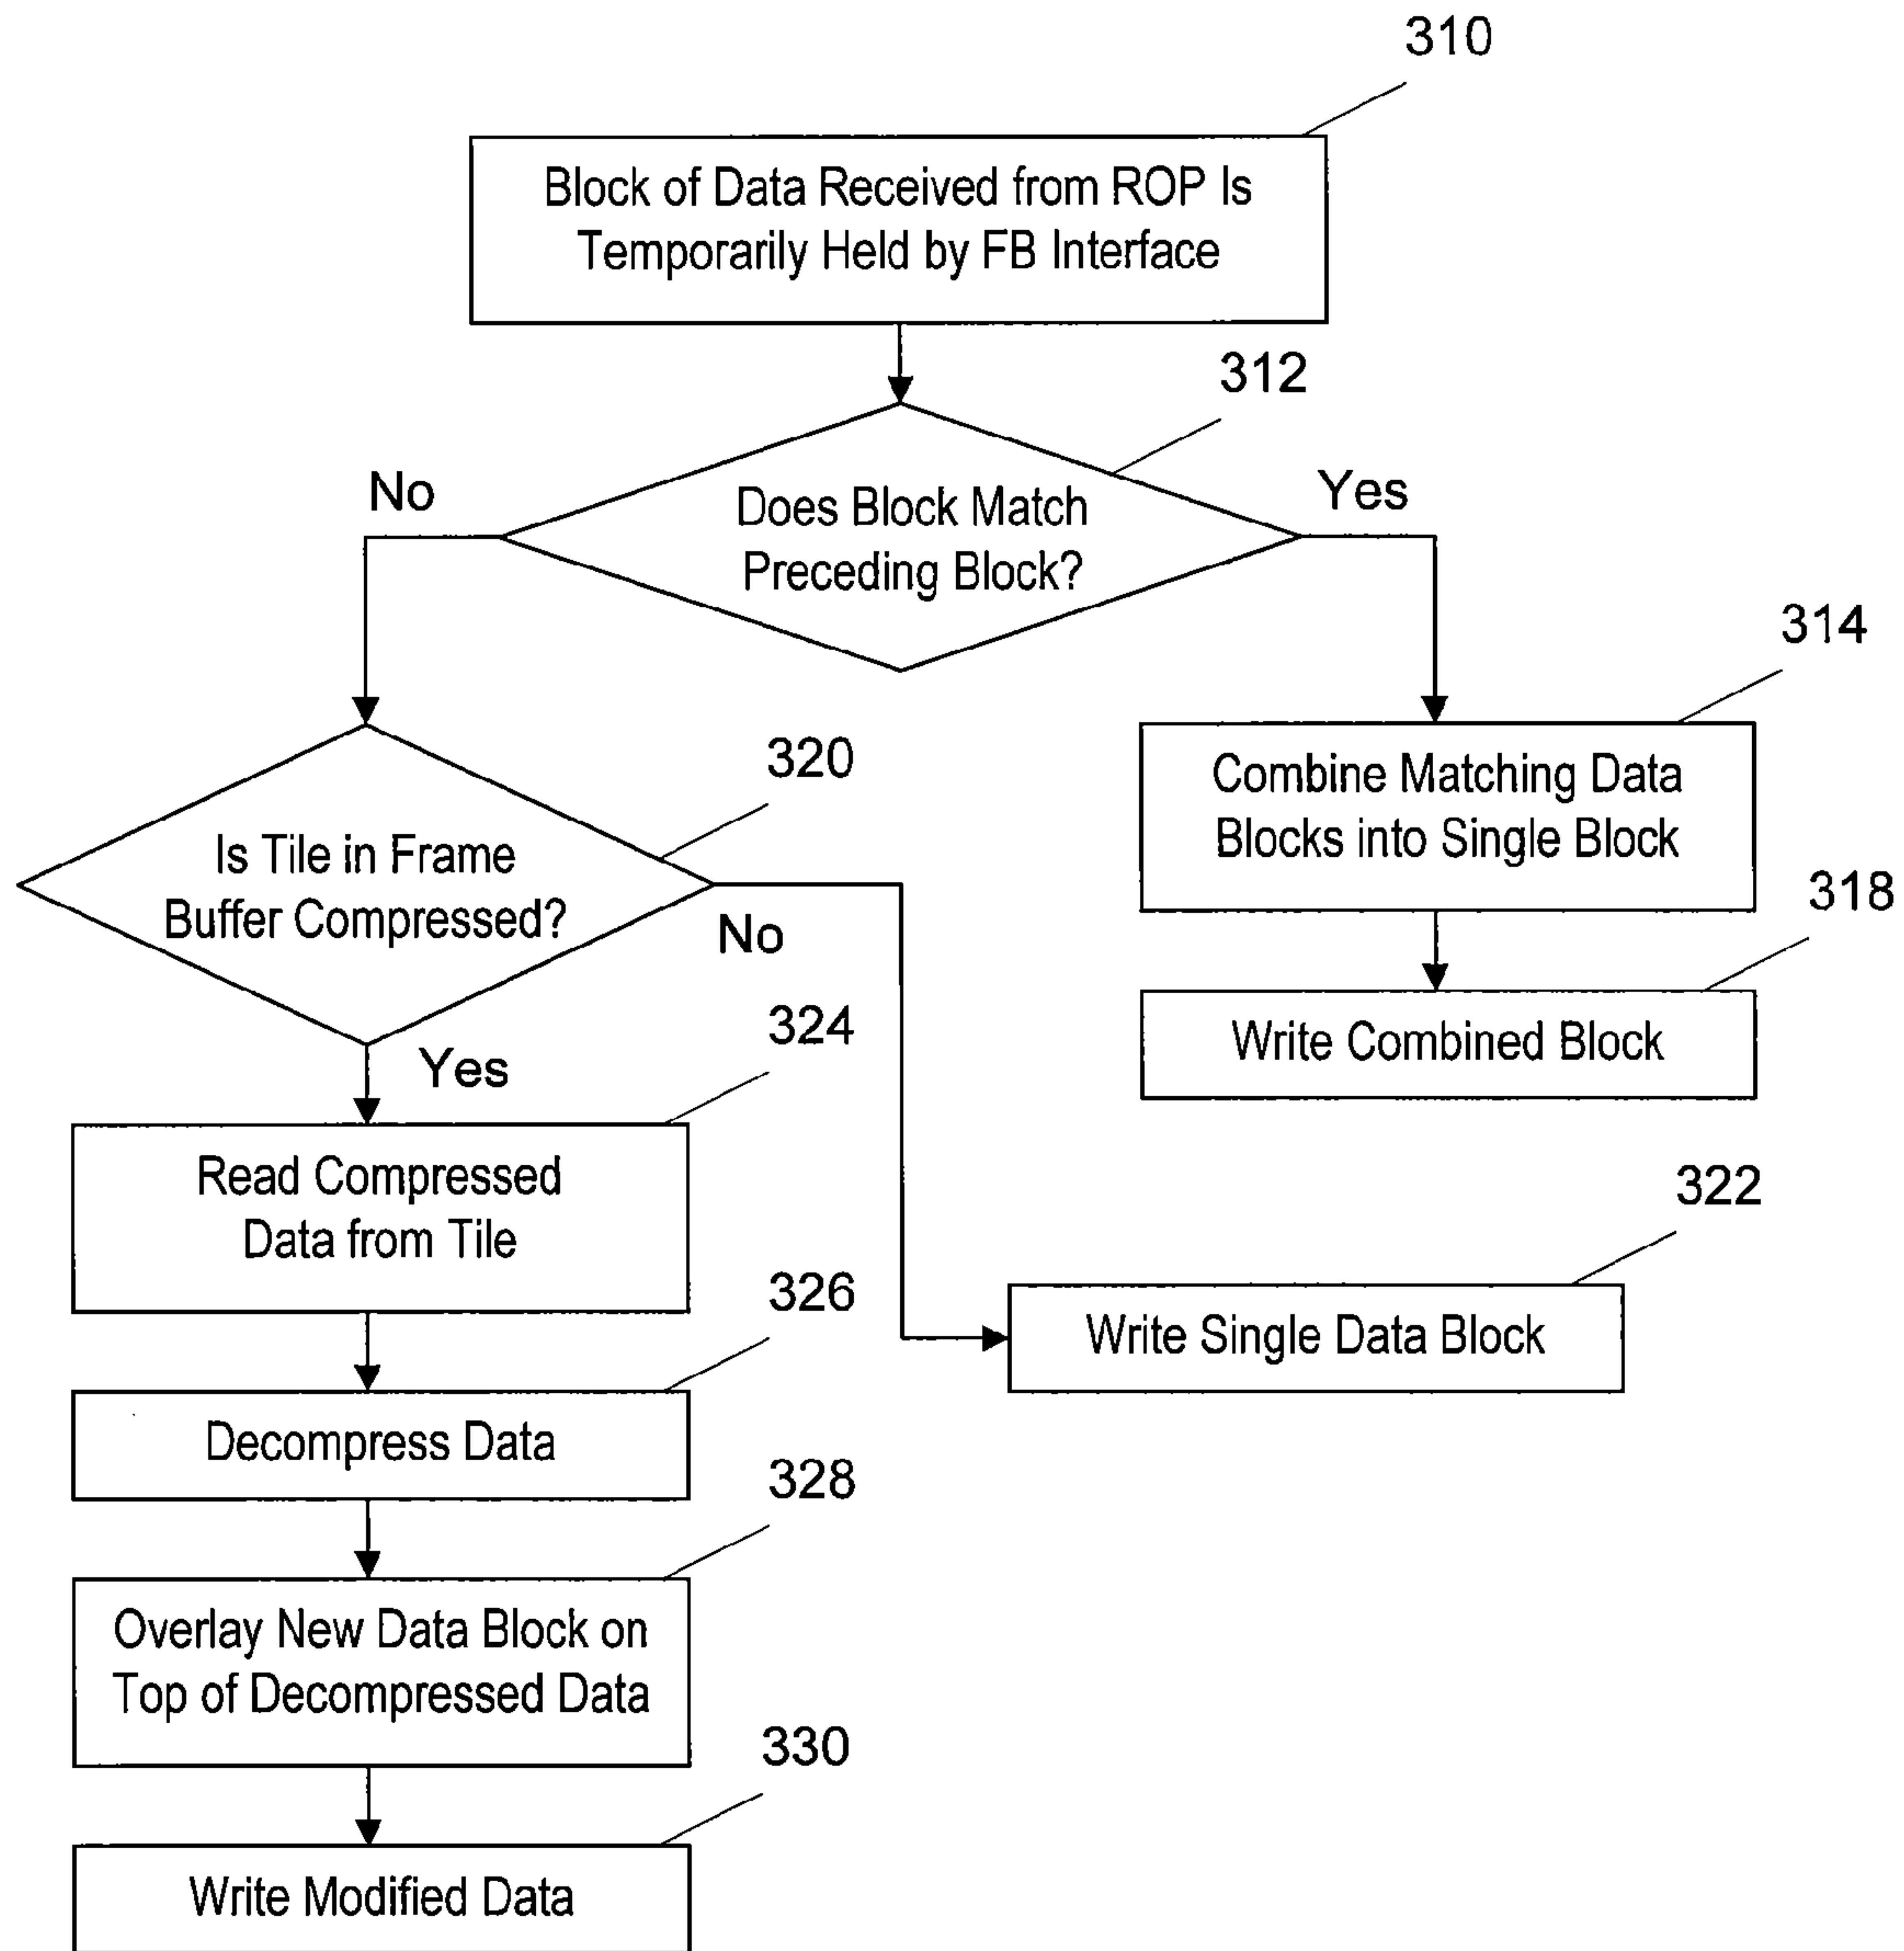 310
Block of Data Received from ROP Is
Temporarily Held by FB Interface
312
No
Does Block Match
Preceding Block?
Yes
314
Combine Matching Data
Blocks into Single Block
320
Is Tile in Frame
Buffer Compressed?
No
318
Write Combined Block
324
Yes
Read Compressed
Data from Tile
322
Write Single Data Block
326
Decompress Data
328
Overlay New Data Block on
Top of Decompressed Data
330
Write Modified Data